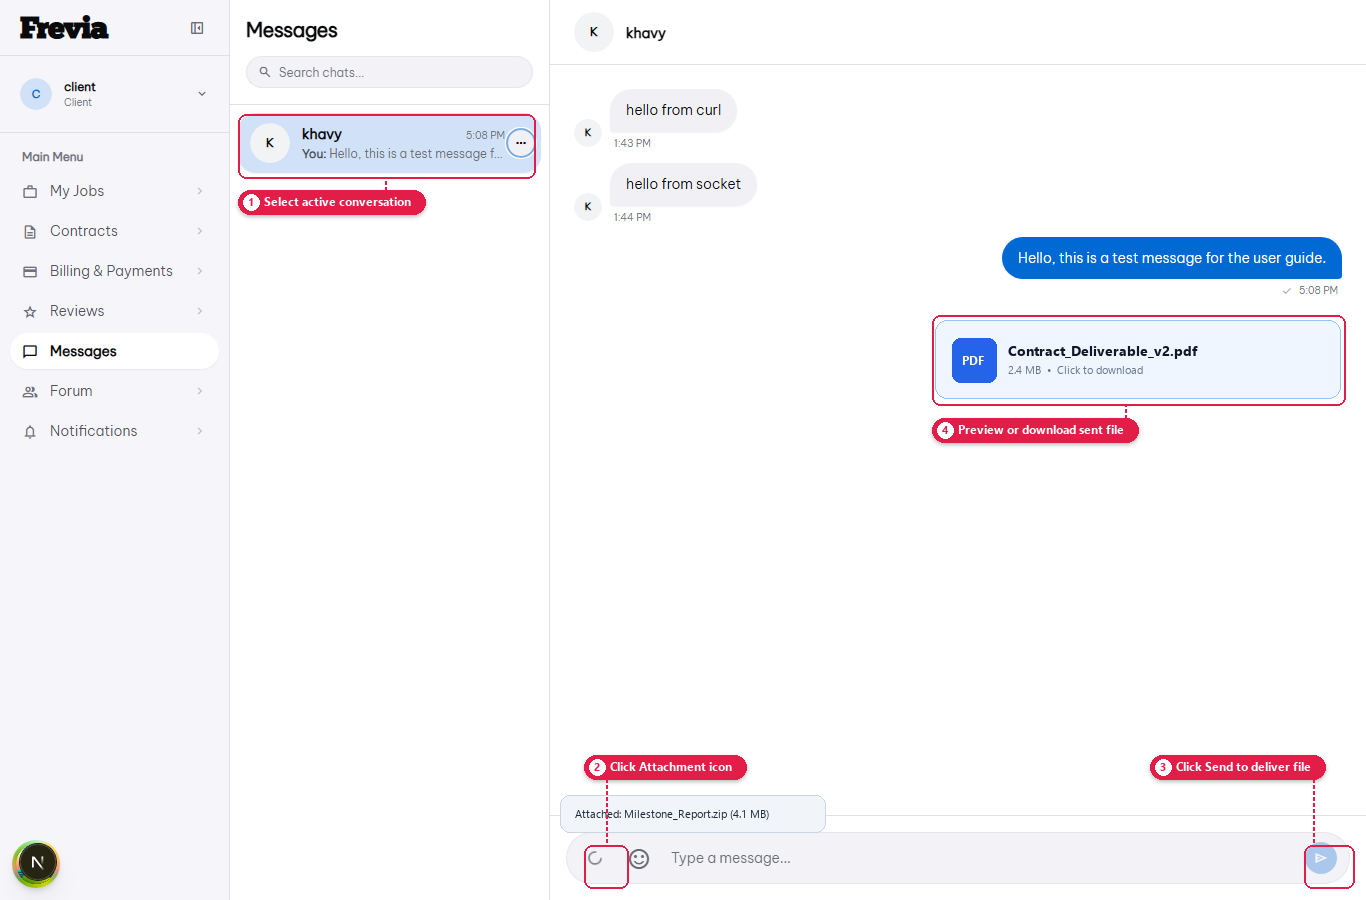 Frevia
C
client
Client
Main Menu
My Jobs
Contracts
Billing & Payments
Reviews
Messages
Forum
Notifications
N
Messages
Search chats...
K
khavy
5:08 PM
You: Hello, this is a test message f...
1 Select active conversation
K
khavy
hello from curl
K
1:43 PM
hello from socket
K
1:44 PM
Hello, this is a test message for the user guide.
5:08 PM
PDF
Contract_Deliverable_v2.pdf
2.4 MB • Click to download
4 Preview or download sent file
2 Click Attachment icon
3 Click Send to deliver file
Attached: Milestone_Report.zip (4.1 MB)
Type a message...